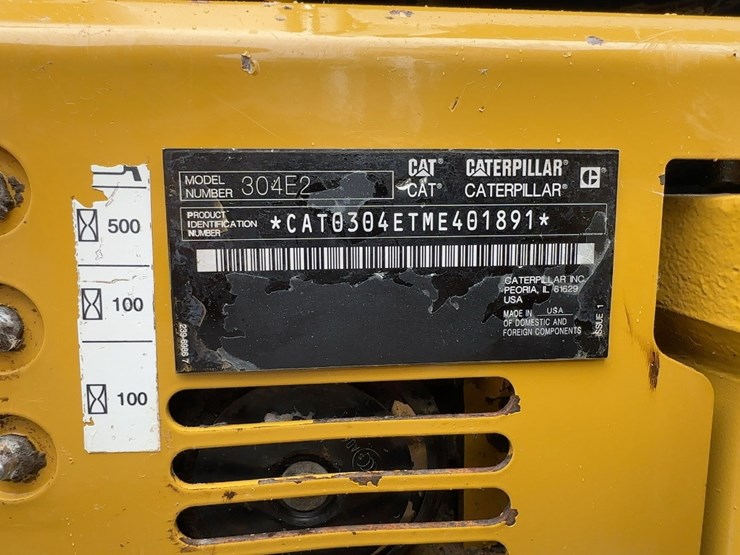 MODEL NUMBER 304E2
CAT® CATERPILLAR® C
CAT® CATERPILLAR®
PRODUCT IDENTIFICATION NUMBER *CAT0304ETME401891*
CATERPILLAR INC.
PEORIA, IL 61629
USA
MADE IN USA
OF DOMESTIC AND
FOREIGN COMPONENTS
ISSUE 1
500
100
100